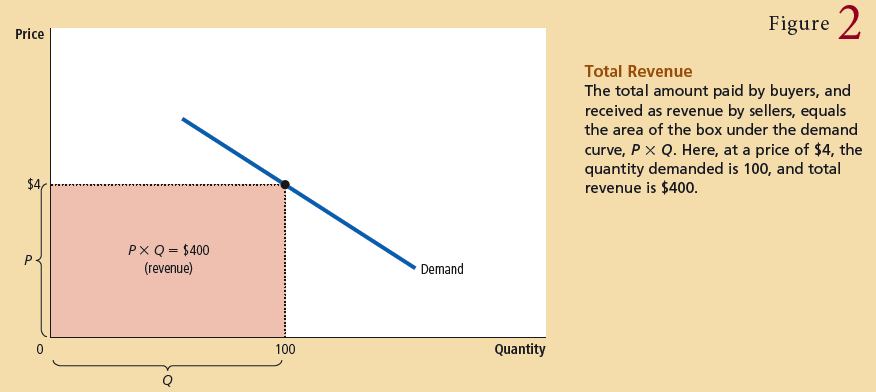 Figure 2
Price
Total Revenue
The total amount paid by buyers, and
received as revenue by sellers, equals
the area of the box under the demand
curve, P × Q. Here, at a price of $4, the
quantity demanded is 100, and total
revenue is $400.
$4
P × Q = $400
(revenue)
P
Demand
0
100
Quantity
Q